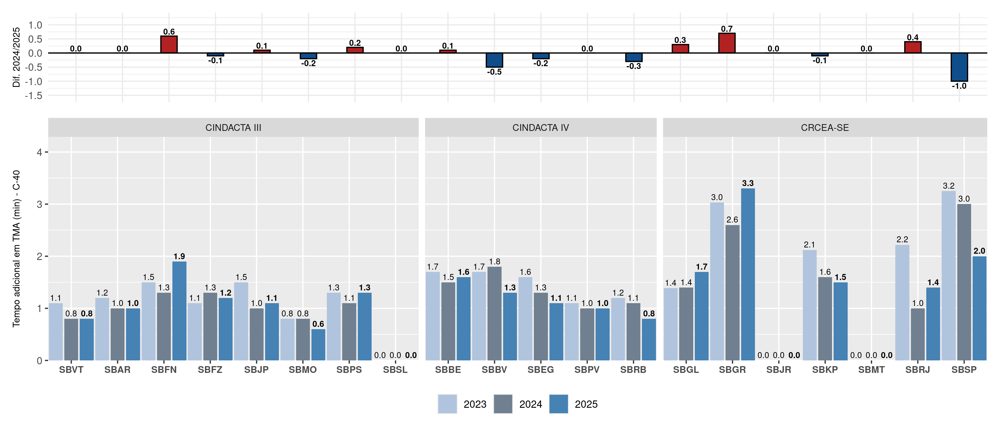 Dif. 2024/2025
1.0
0.5
0.0
-0.5
-1.0
-1.5
0.0 0.0 0.6 -0.1 0.1 -0.2 0.2 0.0 0.1 -0.5 -0.2 0.0 -0.3 0.3 0.7 0.0 -0.1 0.0 0.4 -1.0
CINDACTA III CINDACTA IV CRCEA-SE
Tempo adicional em TMA (min) - C-40
4
3
2
1
0
1.1 0.8 0.8
1.2 1.0 1.0
1.5 1.3 1.9
1.1 1.3 1.2
1.5 1.0 1.1
0.8 0.8 0.6
1.3 1.1 1.3
0.0 0.0 0.0
1.7 1.5 1.6
1.7 1.8 1.3
1.6 1.3 1.1
1.1 1.0 1.0
1.2 1.1 0.8
1.4 1.4 1.7
3.0 2.6 3.3
0.0 0.0 0.0
2.1 1.6 1.5
0.0 0.0 0.0
2.2 1.0 1.4
3.2 3.0 2.0
SBVT SBAR SBFN SBFZ SBJP SBMO SBPS SBSL SBBE SBBV SBEG SBPV SBRB SBGL SBGR SBJR SBKP SBMT SBRJ SBSP
2023 2024 2025